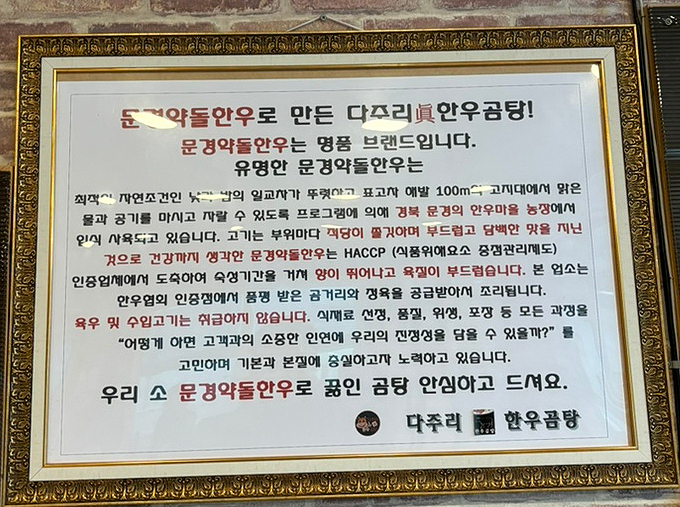 문경약돌한우로 만든 다주리眞한우곰탕!
문경약돌한우는 명품 브랜드입니다.
유명한 문경약돌한우는
최적의 자연조건인 낮과 밤의 일교차가 뚜렷하고 표고차 해발 100m의 고지대에서 맑은
물과 공기를 마시고 자랄 수 있도록 프로그램에 의해 경북 문경의 한우마을 농장에서
인식 사육되고 있습니다. 고기는 부위마다 식당이 쫄깃하며 부드럽고 담백한 맛을 지닌
것으로 건강까지 생각한 문경약돌한우는 HACCP (식품위해요소 중점관리제도)
인증업체에서 도축하여 숙성기간을 거쳐 향이 뛰어나고 육질이 부드럽습니다. 본 업소는
한우협의 인증점에서 품평 받은 곰거리와 정육을 공급받아서 조리됩니다.
육우 및 수입고기는 취급하지 않습니다. 식재료 선정, 품질, 위생, 포장 등 모든 과정을
“어떻게 하면 고객과의 소중한 인연에 우리의 진정성을 담을 수 있을까?” 를
고민하며 기본과 본질에 충실하고자 노력하고 있습니다.
우리 소 문경약돌한우로 끓인 곰탕 안심하고 드셔요.
다주리 한우곰탕